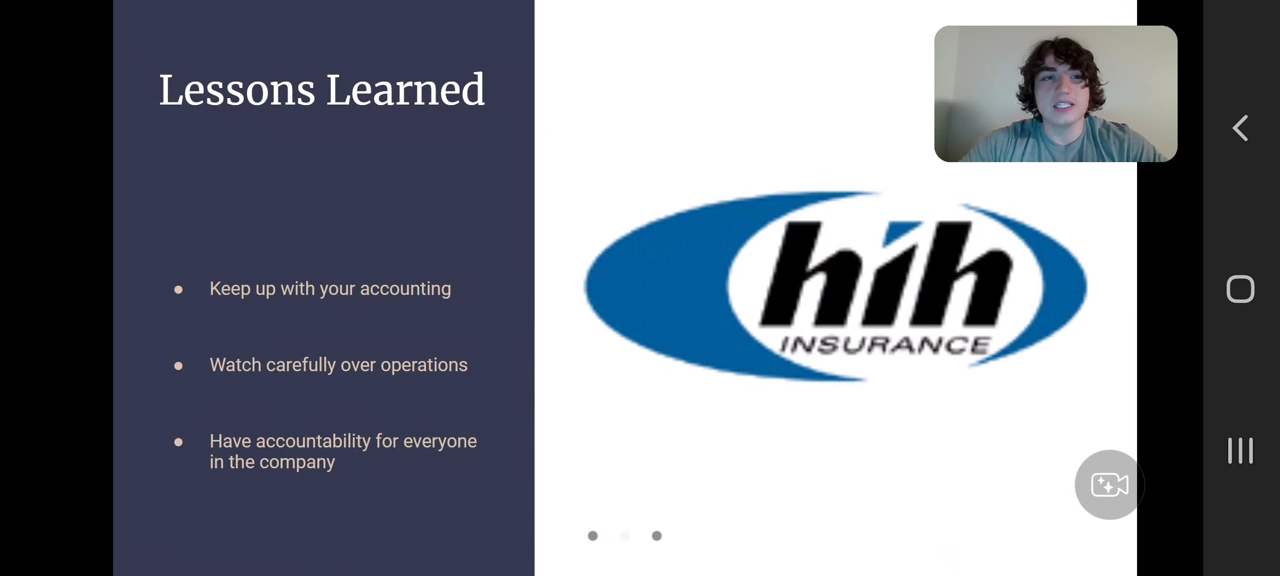 Lessons Learned
Keep up with your accounting
Watch carefully over operations
Have accountability for everyone
in the company
hih
INSURANCE